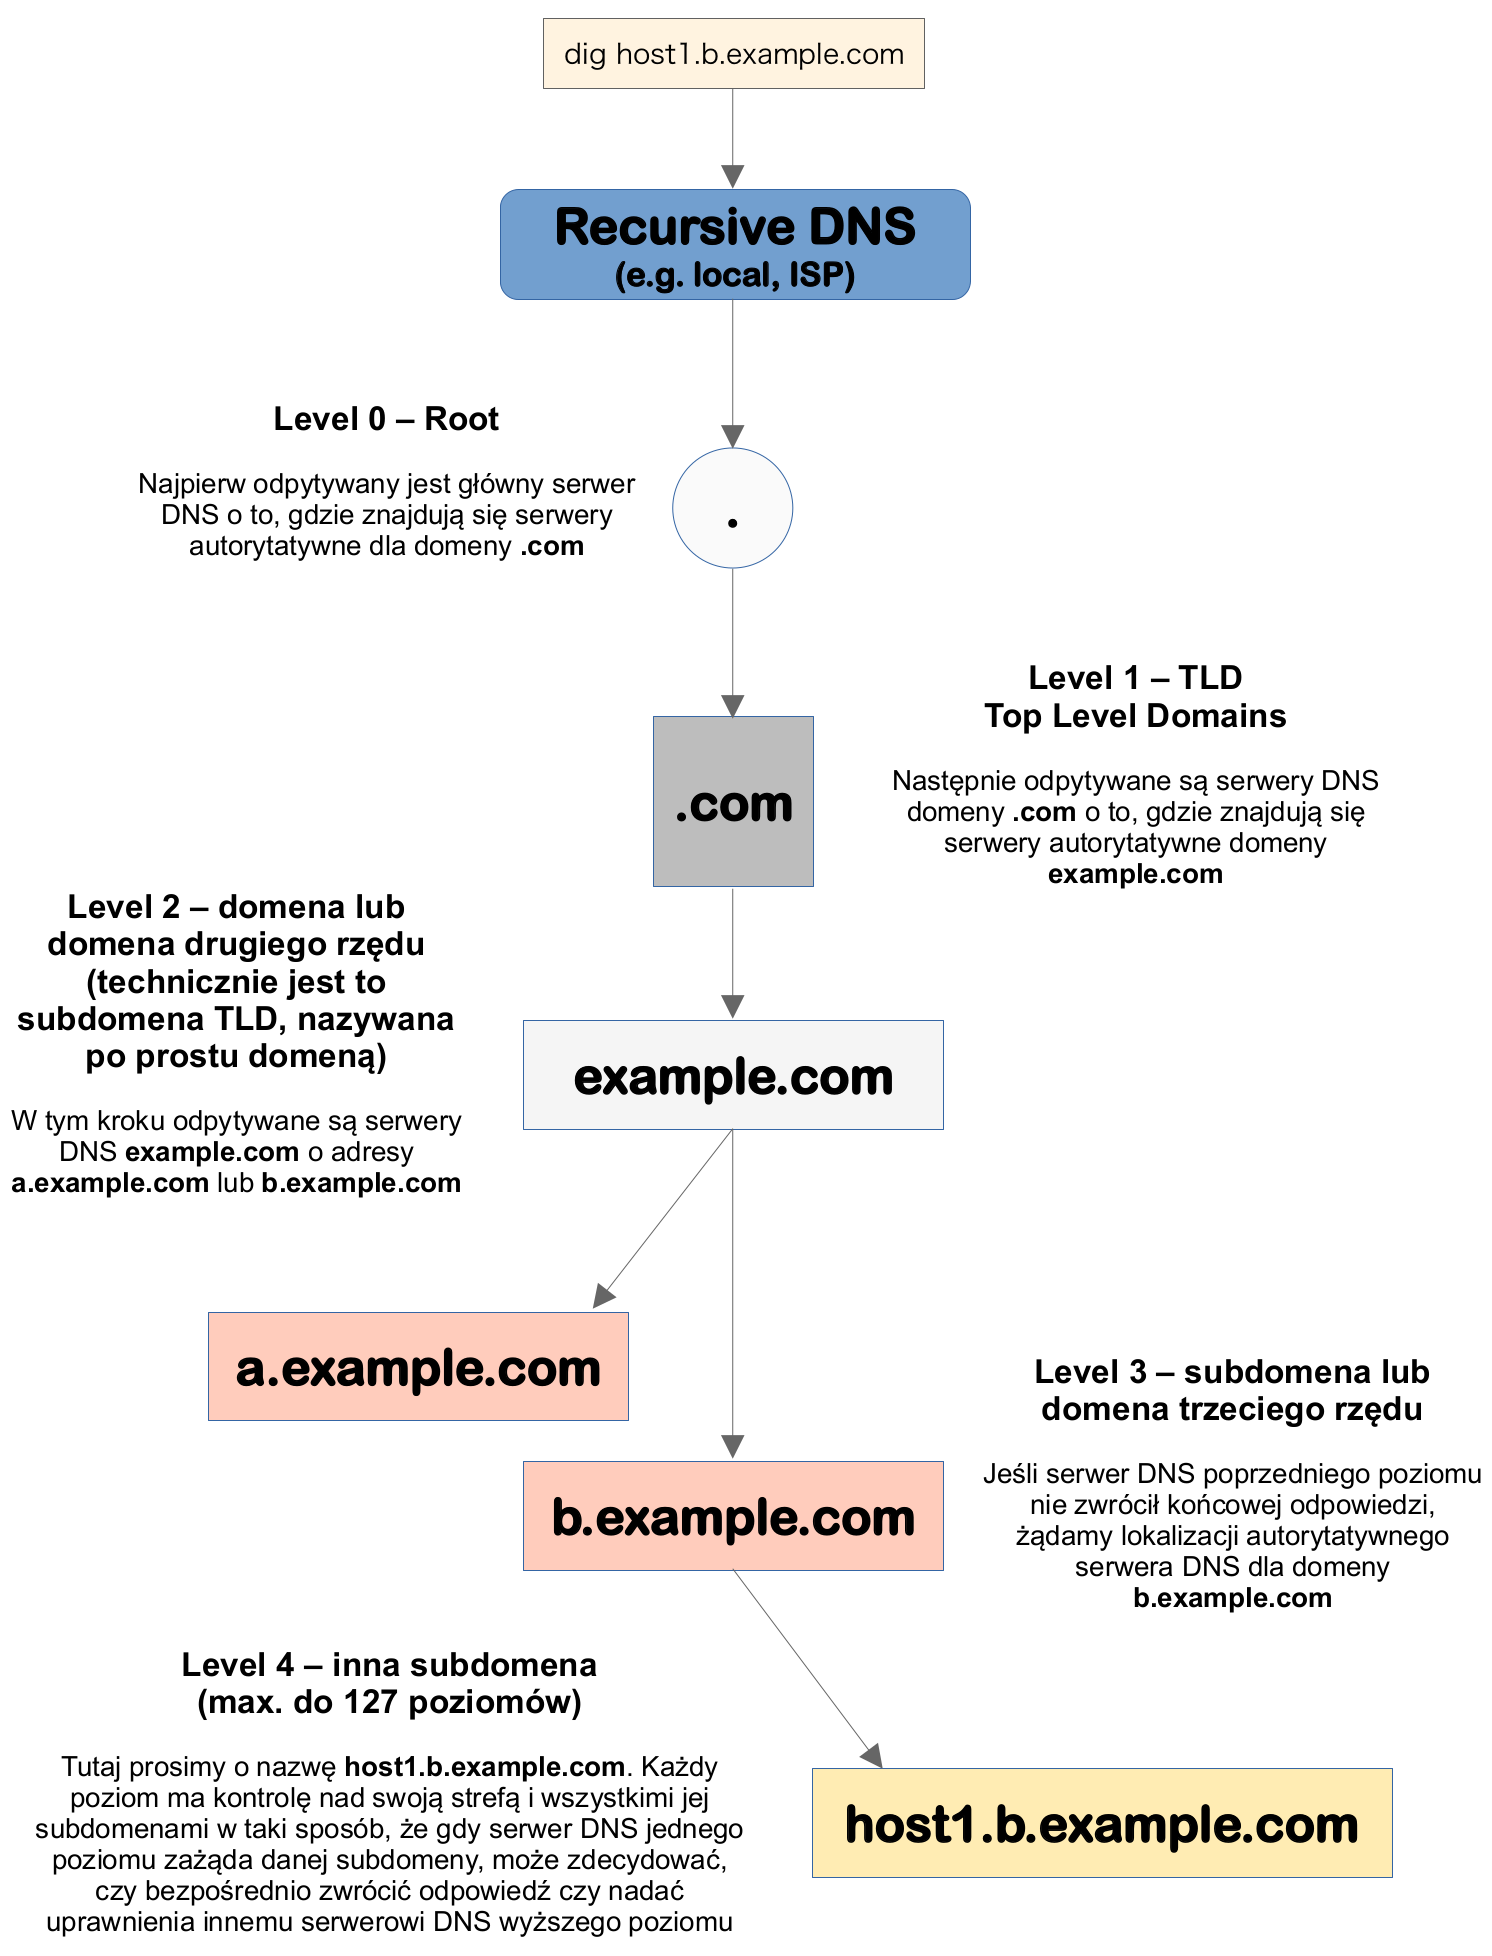 dig host1.b.example.com
Recursive DNS
(e.g. local, ISP)
Level 0 – Root
Najpierw odpytywany jest główny serwer
DNS o to, gdzie znajdują się serwery
autorytatywne dla domeny .com
.
Level 1 – TLD
Top Level Domains
.com
Następnie odpytywane są serwery DNS
domeny .com o to, gdzie znajdują się
serwery autorytatywne domeny
example.com
Level 2 – domena lub
domena drugiego rzędu
(technicznie jest to
subdomena TLD, nazywana
po prostu domeną)
example.com
W tym kroku odpytywane są serwery
DNS example.com o adresy
a.example.com lub b.example.com
a.example.com
Level 3 – subdomena lub
domena trzeciego rzędu
b.example.com
Jeśli serwer DNS poprzedniego poziomu
nie zwrócił końcowej odpowiedzi,
żądamy lokalizacji autorytatywnego
serwera DNS dla domeny
b.example.com
Level 4 – inna subdomena
(max. do 127 poziomów)
Tutaj prosimy o nazwę host1.b.example.com. Każdy
poziom ma kontrolę nad swoją strefą i wszystkimi jej
subdomenami w taki sposób, że gdy serwer DNS jednego
poziomu zażąda danej subdomeny, może zdecydować,
czy bezpośrednio zwrócić odpowiedź czy nadać
uprawnienia innemu serwerowi DNS wyższego poziomu
host1.b.example.com